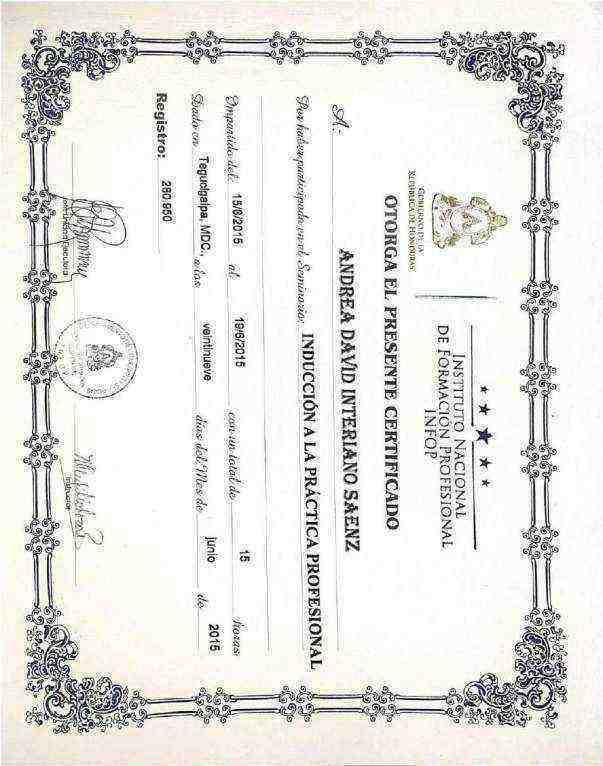 GOBIERNO DE LA
REPÚBLICA DE HONDURAS
INSTITUTO NACIONAL
DE FORMACIÓN PROFESIONAL
INFOP
OTORGA EL PRESENTE CERTIFICADO
A:
ANDREA DAVID INTERIANO SAENZ
Por haber participado en el Seminario: INDUCCIÓN A LA PRÁCTICA PROFESIONAL
Impartido del 15/6/2015 al 19/6/2015 con un total de 15 horas
Dado en Tegucigalpa, MDC., a los veintinueve días del Mes de junio de 2015
Registro: 280.950
Instructor